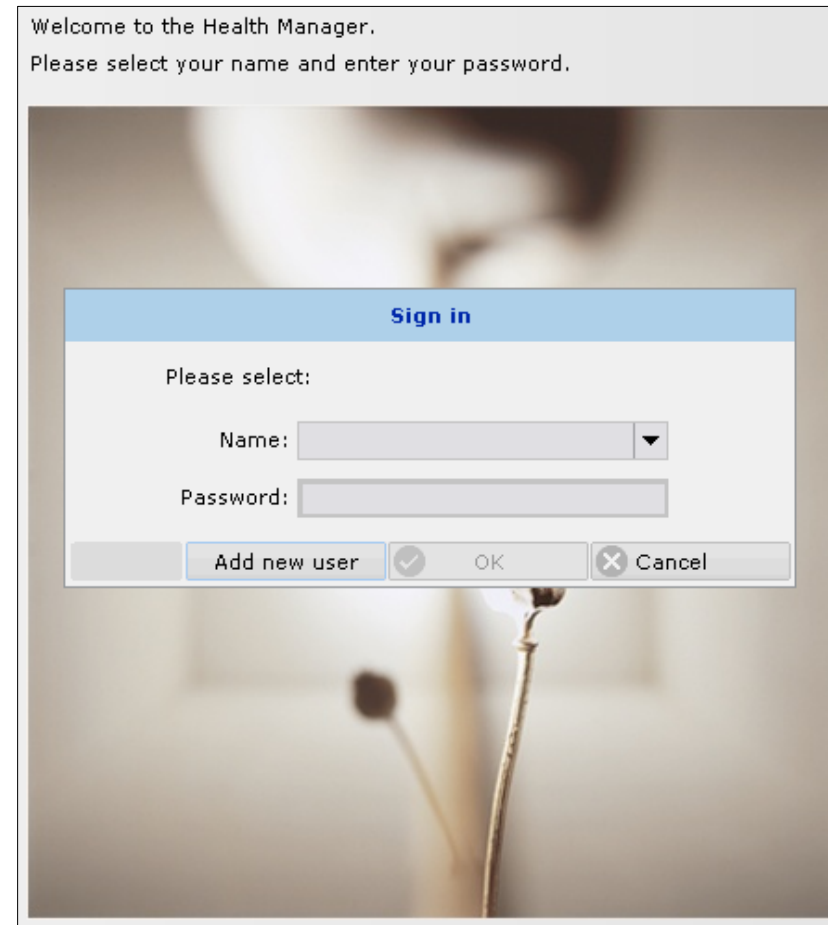 Welcome to the Health Manager.
Please select your name and enter your password.
Sign in
Please select:
Name:
Password:
Add new user OK Cancel